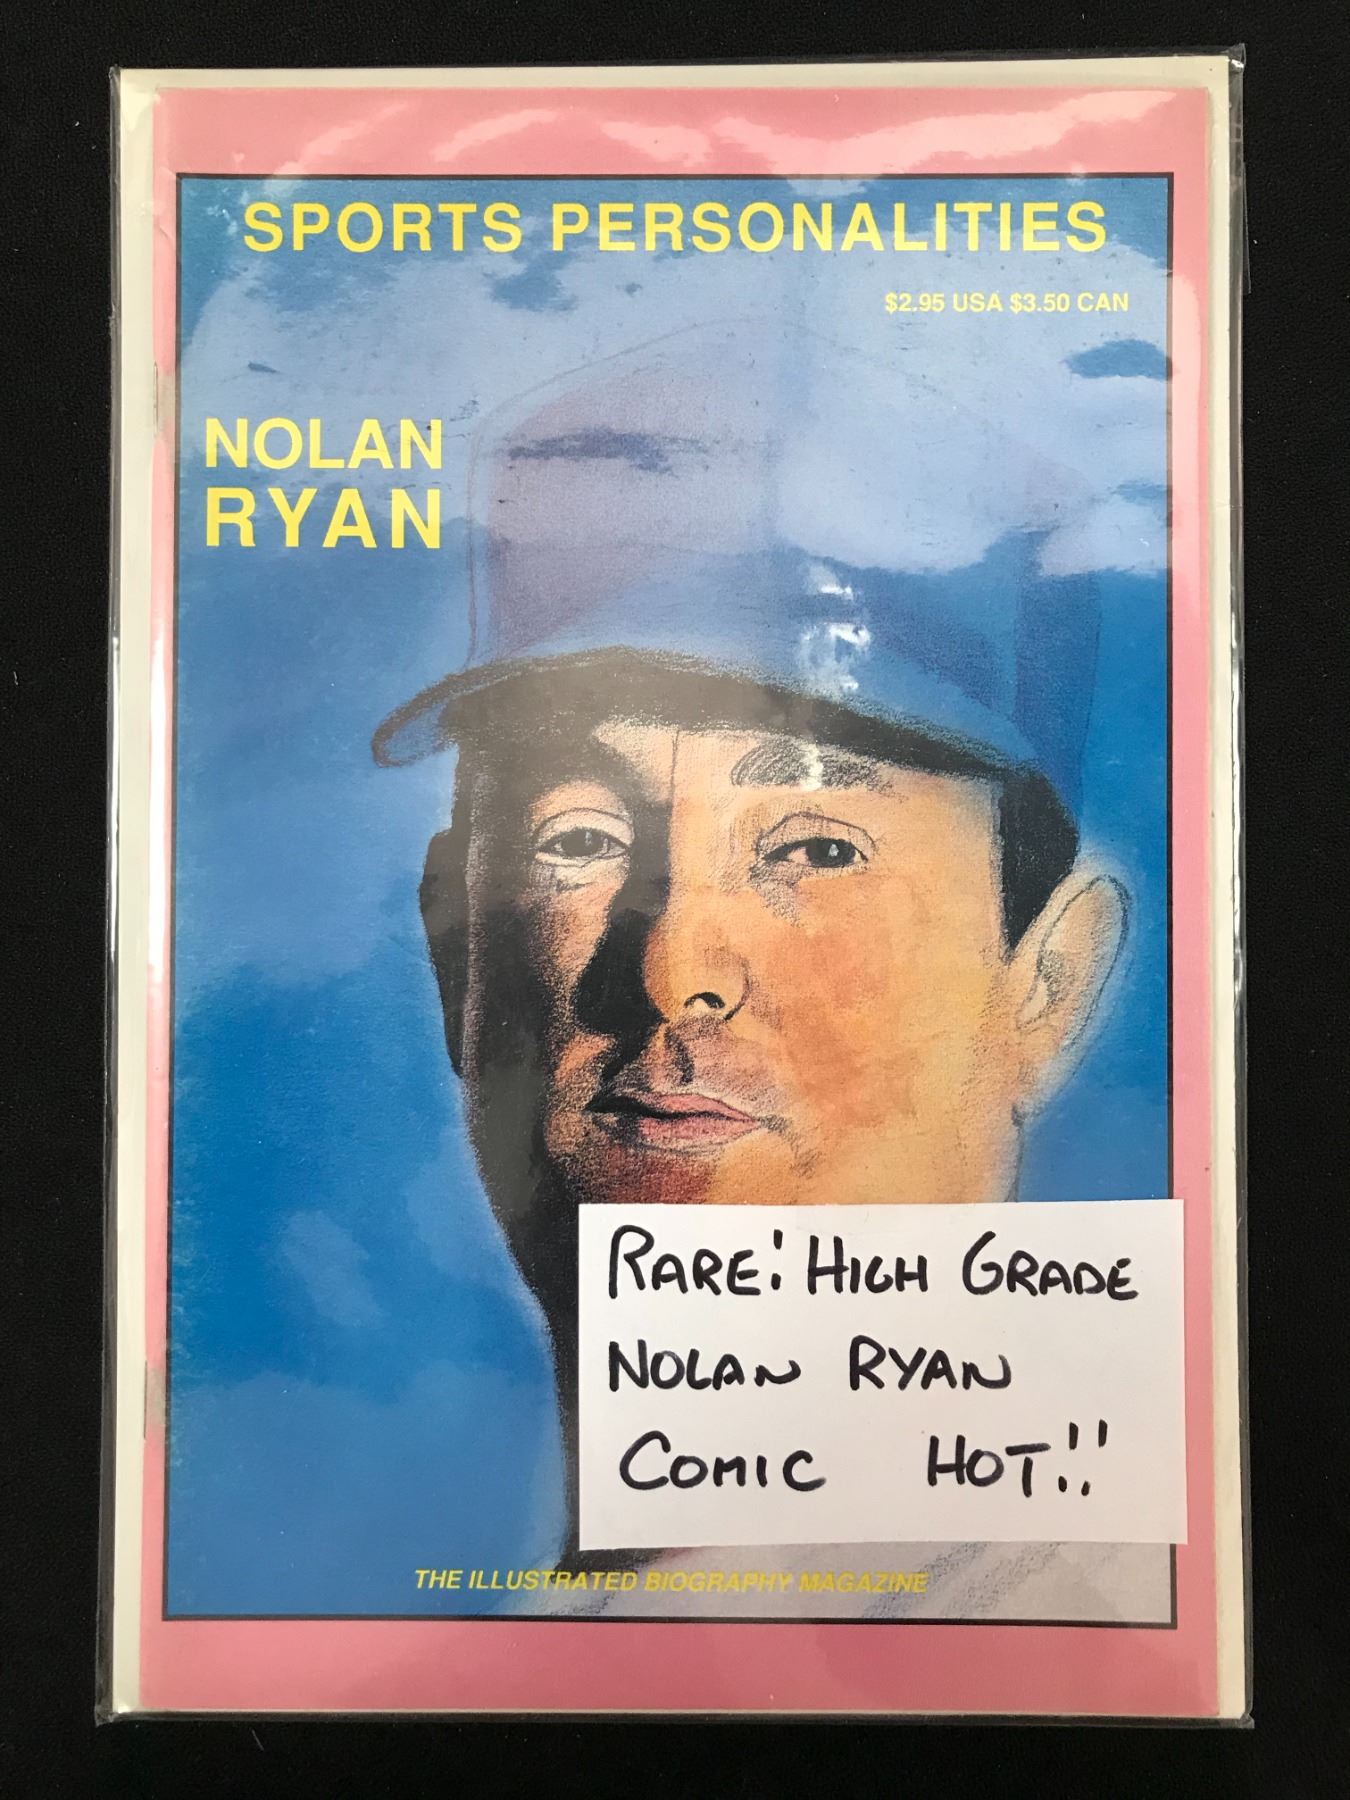 SPORTS PERSONALITIES
$2.95 USA $3.50 CAN
NOLAN
RYAN
RARE! HIGH GRADE
NOLAN RYAN
COMIC HOT!!
THE ILLUSTRATED BIOGRAPHY MAGAZINE